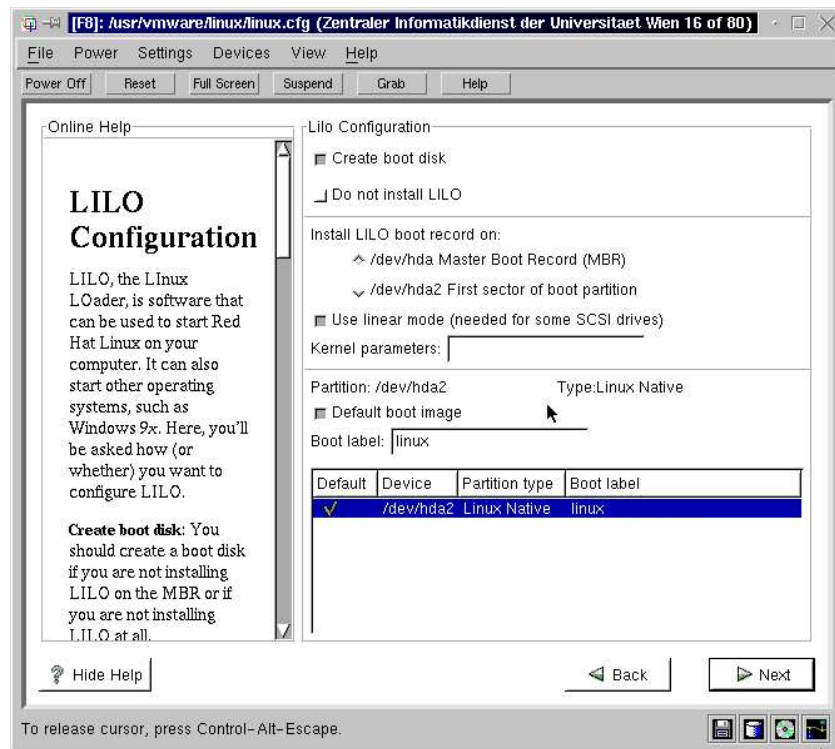 [F8]: /usr/vmware/linux/linux.cfg (Zentraler Informatikdienst der Universitaet Wien 16 of 80)
File Power Settings Devices View Help
Power Off Reset Full Screen Suspend Grab Help
Online Help
LILO
Configuration
LILO, the LInux
LOader, is software that
can be used to start Red
Hat Linux on your
computer. It can also
start other operating
systems, such as
Windows 9x. Here, you'll
be asked how (or
whether) you want to
configure LILO.
Create boot disk: You
should create a boot disk
if you are not installing
LILO on the MBR or if
you are not installing
LILO at all.
Lilo Configuration
Create boot disk
Do not install LILO
Install LILO boot record on:
/dev/hda Master Boot Record (MBR)
/dev/hda2 First sector of boot partition
Use linear mode (needed for some SCSI drives)
Kernel parameters:
Partition: /dev/hda2 Type:Linux Native
Default boot image
Boot label: linux
Default Device Partition type Boot label
/dev/hda2 Linux Native linux
Hide Help Back Next
To release cursor, press Control-Alt-Escape.